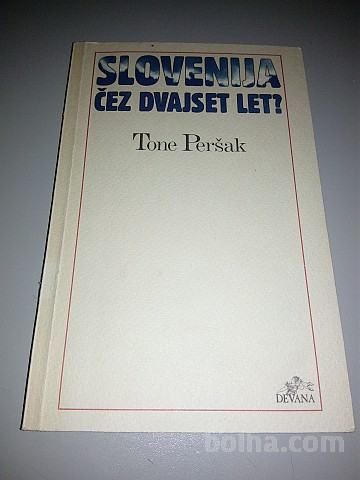 SLOVENIJA
ČEZ DVAJSET LET?
Tone Peršak
DEVANA
bolha.com